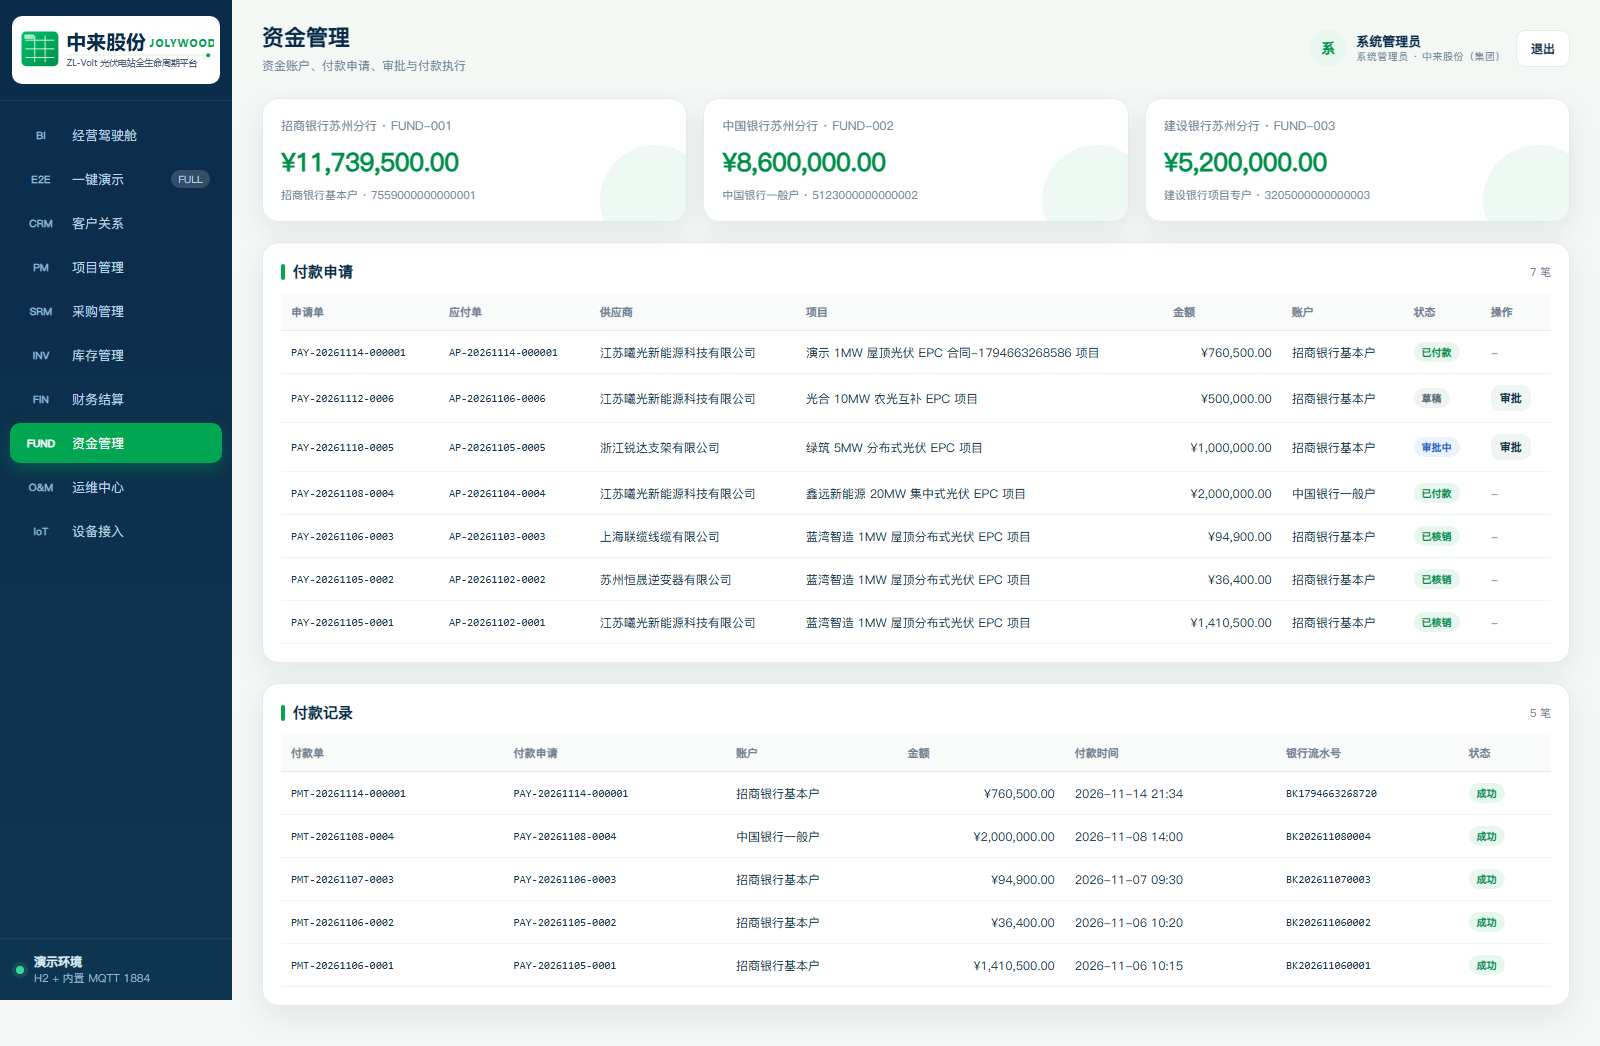 中来股份 JOLYWOOD
ZL-Volt 光伏电站全生命周期平台
BI 经营驾驶舱
E2E 一键演示 FULL
CRM 客户关系
PM 项目管理
SRM 采购管理
INV 库存管理
FIN 财务结算
FUND 资金管理
O&M 运维中心
IoT 设备接入
演示环境
H2 + 内置 MQTT 1884
资金管理
资金账户、付款申请、审批与付款执行
系 系统管理员
系统管理员 · 中来股份（集团）
退出
招商银行苏州分行 · FUND-001
¥11,739,500.00
招商银行基本户 · 7559000000000001
中国银行苏州分行 · FUND-002
¥8,600,000.00
中国银行一般户 · 5123000000000002
建设银行苏州分行 · FUND-003
¥5,200,000.00
建设银行项目专户 · 3205000000000003
付款申请 7 笔
申请单 应付单 供应商 项目 金额 账户 状态 操作
PAY-20261114-000001 AP-20261114-000001 江苏曦光新能源科技有限公司 演示 1MW 屋顶光伏 EPC 合同-1794663268586 项目 ¥760,500.00 招商银行基本户 已付款 -
PAY-20261112-0006 AP-20261106-0006 江苏曦光新能源科技有限公司 光合 10MW 农光互补 EPC 项目 ¥500,000.00 招商银行基本户 草稿 审批
PAY-20261110-0005 AP-20261105-0005 浙江锐达支架有限公司 绿筑 5MW 分布式光伏 EPC 项目 ¥1,000,000.00 招商银行基本户 审批中 审批
PAY-20261108-0004 AP-20261104-0004 江苏曦光新能源科技有限公司 鑫远新能源 20MW 集中式光伏 EPC 项目 ¥2,000,000.00 中国银行一般户 已付款 -
PAY-20261106-0003 AP-20261103-0003 上海联缆线缆有限公司 蓝湾智造 1MW 屋顶分布式光伏 EPC 项目 ¥94,900.00 招商银行基本户 已核销 -
PAY-20261105-0002 AP-20261102-0002 苏州恒晟逆变器有限公司 蓝湾智造 1MW 屋顶分布式光伏 EPC 项目 ¥36,400.00 招商银行基本户 已核销 -
PAY-20261105-0001 AP-20261102-0001 江苏曦光新能源科技有限公司 蓝湾智造 1MW 屋顶分布式光伏 EPC 项目 ¥1,410,500.00 招商银行基本户 已核销 -
付款记录 5 笔
付款单 付款申请 账户 金额 付款时间 银行流水号 状态
PMT-20261114-000001 PAY-20261114-000001 招商银行基本户 ¥760,500.00 2026-11-14 21:34 BK1794663268720 成功
PMT-20261108-0004 PAY-20261108-0004 中国银行一般户 ¥2,000,000.00 2026-11-08 14:00 BK202611080004 成功
PMT-20261107-0003 PAY-20261106-0003 招商银行基本户 ¥94,900.00 2026-11-07 09:30 BK202611070003 成功
PMT-20261106-0002 PAY-20261105-0002 招商银行基本户 ¥36,400.00 2026-11-06 10:20 BK202611060002 成功
PMT-20261106-0001 PAY-20261105-0001 招商银行基本户 ¥1,410,500.00 2026-11-06 10:15 BK202611060001 成功